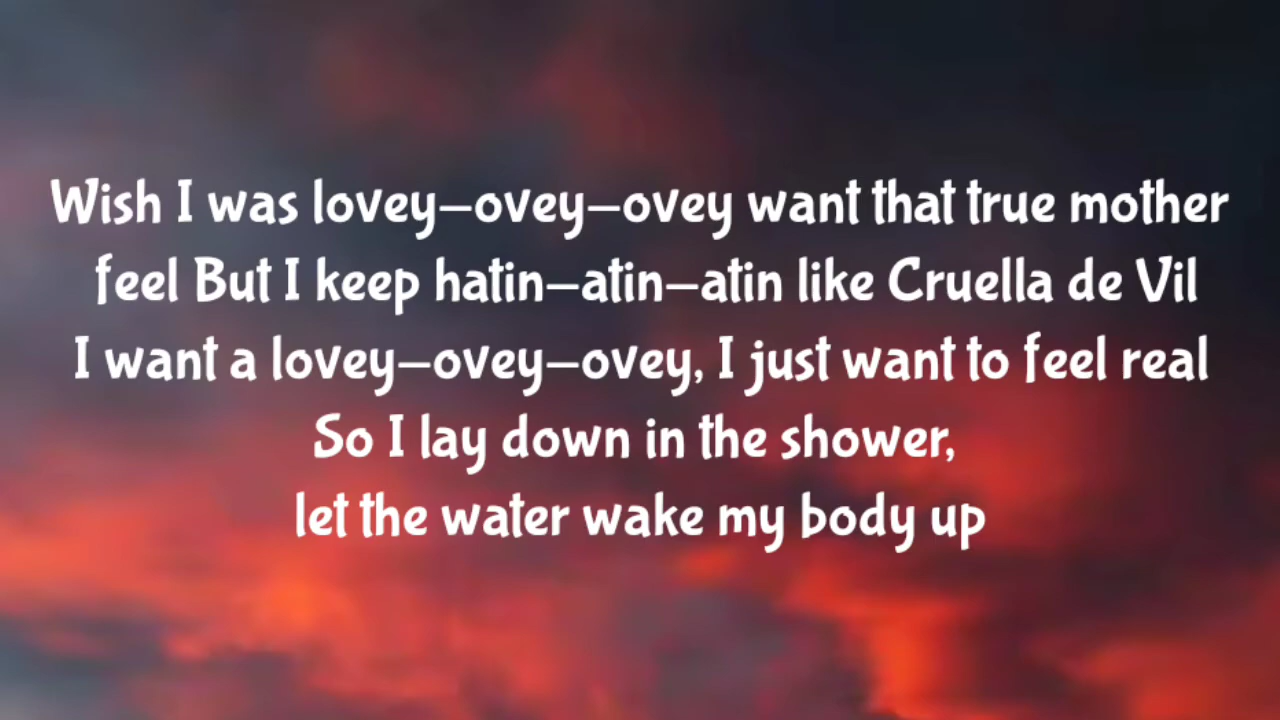 Wish I was lovey-ovey-ovey want that true mother
feel But I keep hatin-atin-atin like Cruella de Vil
I want a lovey-ovey-ovey, I just want to feel real
So I lay down in the shower,
let the water wake my body up